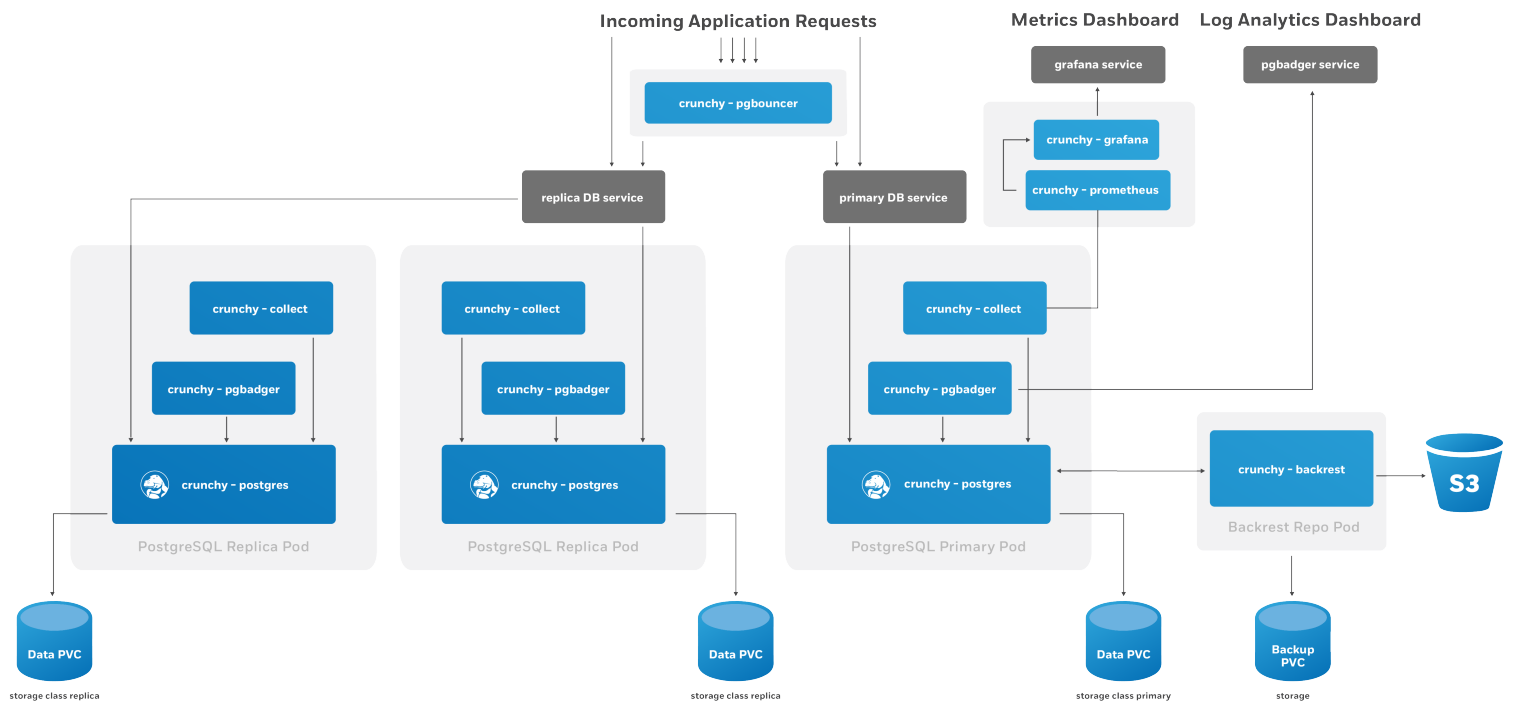 Incoming Application Requests
Metrics Dashboard
Log Analytics Dashboard
grafana service
pgbadger service
crunchy - pgbouncer
crunchy - grafana
crunchy - prometheus
replica DB service
primary DB service
crunchy - collect
crunchy - collect
crunchy - collect
crunchy - pgbadger
crunchy - pgbadger
crunchy - pgbadger
crunchy - postgres
crunchy - postgres
crunchy - postgres
crunchy - backrest
S3
PostgreSQL Replica Pod
PostgreSQL Replica Pod
PostgreSQL Primary Pod
Backrest Repo Pod
Data PVC
Data PVC
Data PVC
Backup
PVC
storage class replica
storage class replica
storage class primary
storage